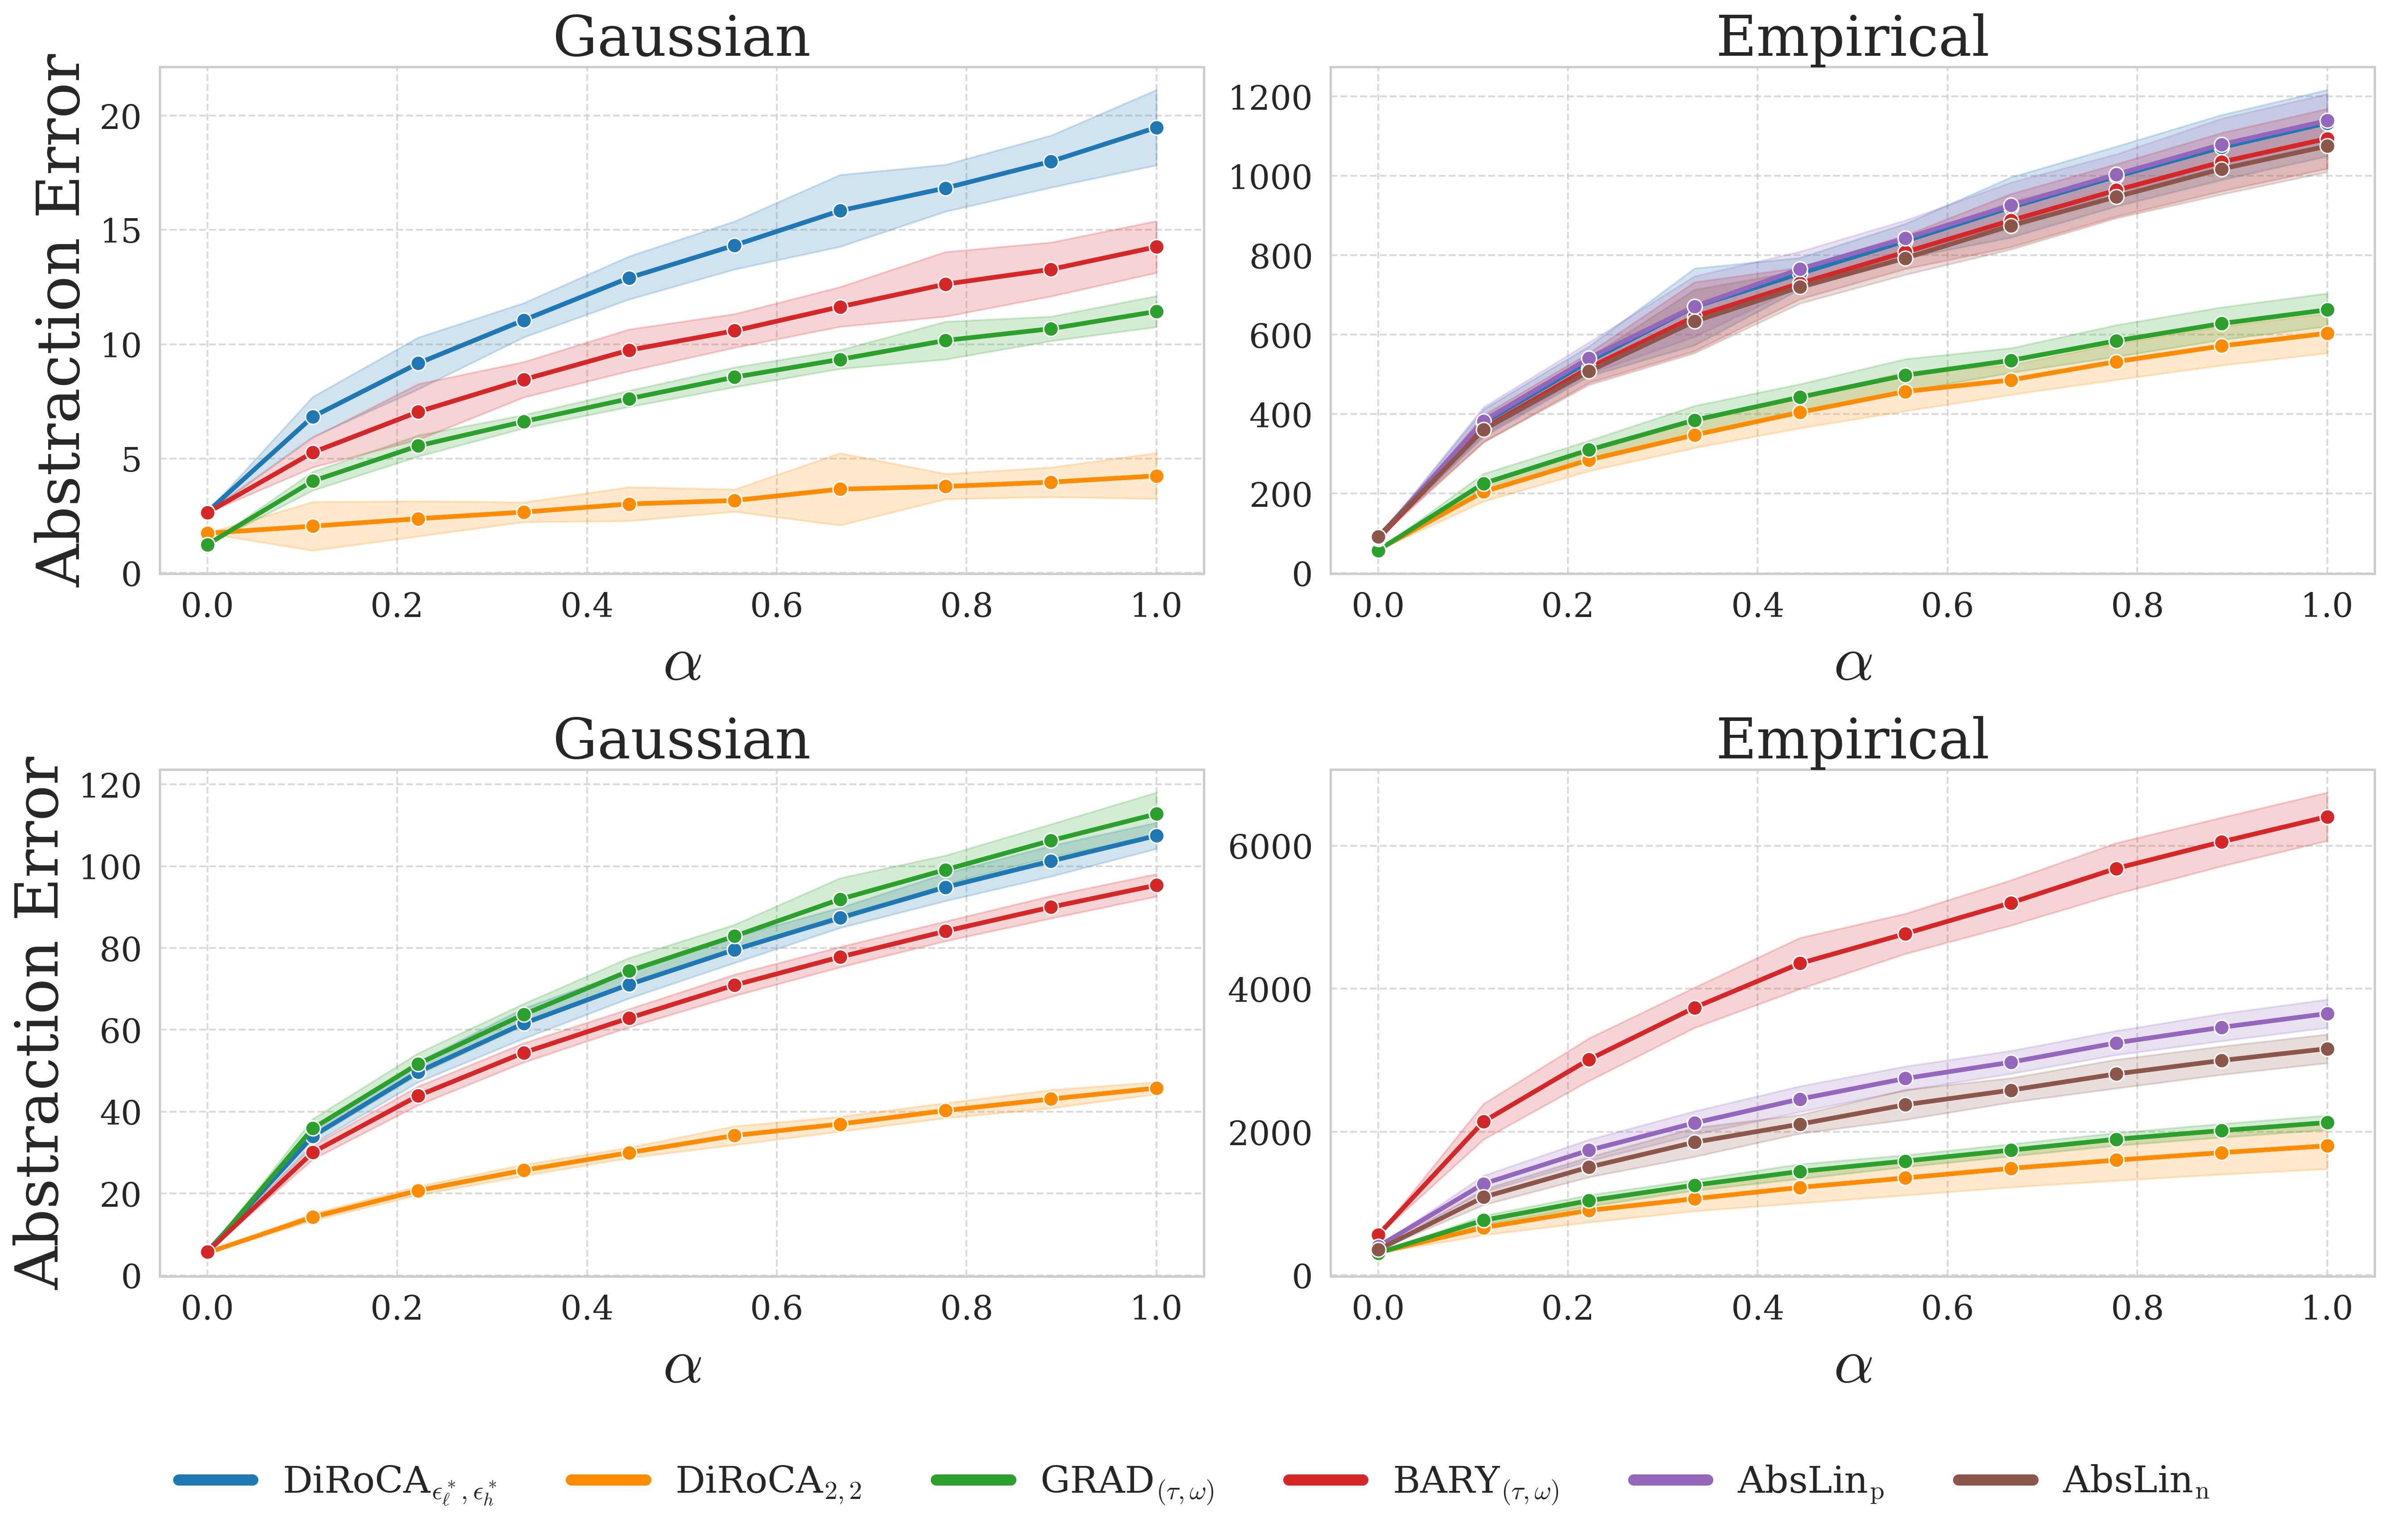 Gaussian
Empirical
Abstraction Error
20
15
10
5
0
0.0 0.2 0.4 0.6 0.8 1.0
α
1200
1000
800
600
400
200
0
0.0 0.2 0.4 0.6 0.8 1.0
α
Gaussian
Empirical
Abstraction Error
120
100
80
60
40
20
0
0.0 0.2 0.4 0.6 0.8 1.0
α
6000
4000
2000
0
0.0 0.2 0.4 0.6 0.8 1.0
α
DiRoCA_{ϵ_ℓ^*, ϵ_h^*} DiRoCA_{2,2} GRAD_{(τ,ω)} BARY_{(τ,ω)} AbsLin_p AbsLin_n